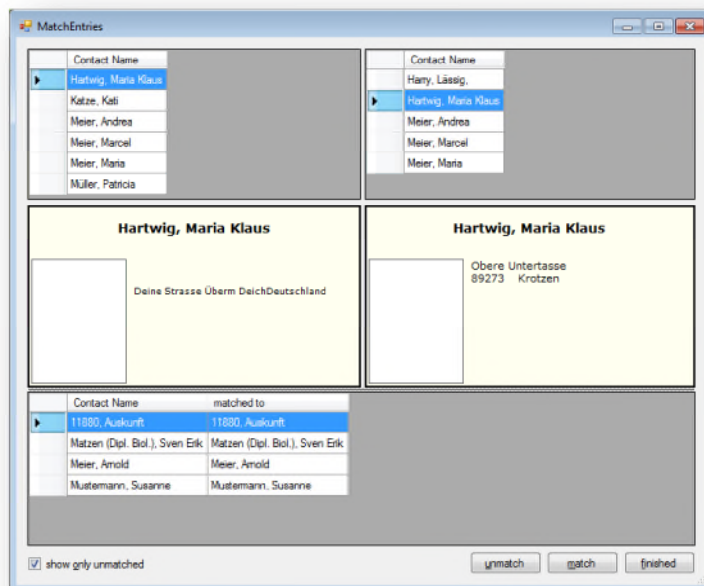 MatchEntries
Contact Name
Hartwig, Maria Klaus
Katze, Kati
Meier, Andrea
Meier, Marcel
Meier, Maria
Müller, Patricia
Contact Name
Harry, Lässig,
Hartwig, Maria Klaus
Meier, Andrea
Meier, Marcel
Meier, Maria
Hartwig, Maria Klaus
Deine Strasse Überm DeichDeutschland
Hartwig, Maria Klaus
Obere Untertasse
89273 Krotzen
Contact Name matched to
11880, Auskunft 11880, Auskunft
Matzen (Dipl. Biol.), Sven Erik Matzen (Dipl. Biol.), Sven Erik
Meier, Arnold Meier, Arnold
Mustermann, Susanne Mustermann, Susanne
show only unmatched
unmatch match finished